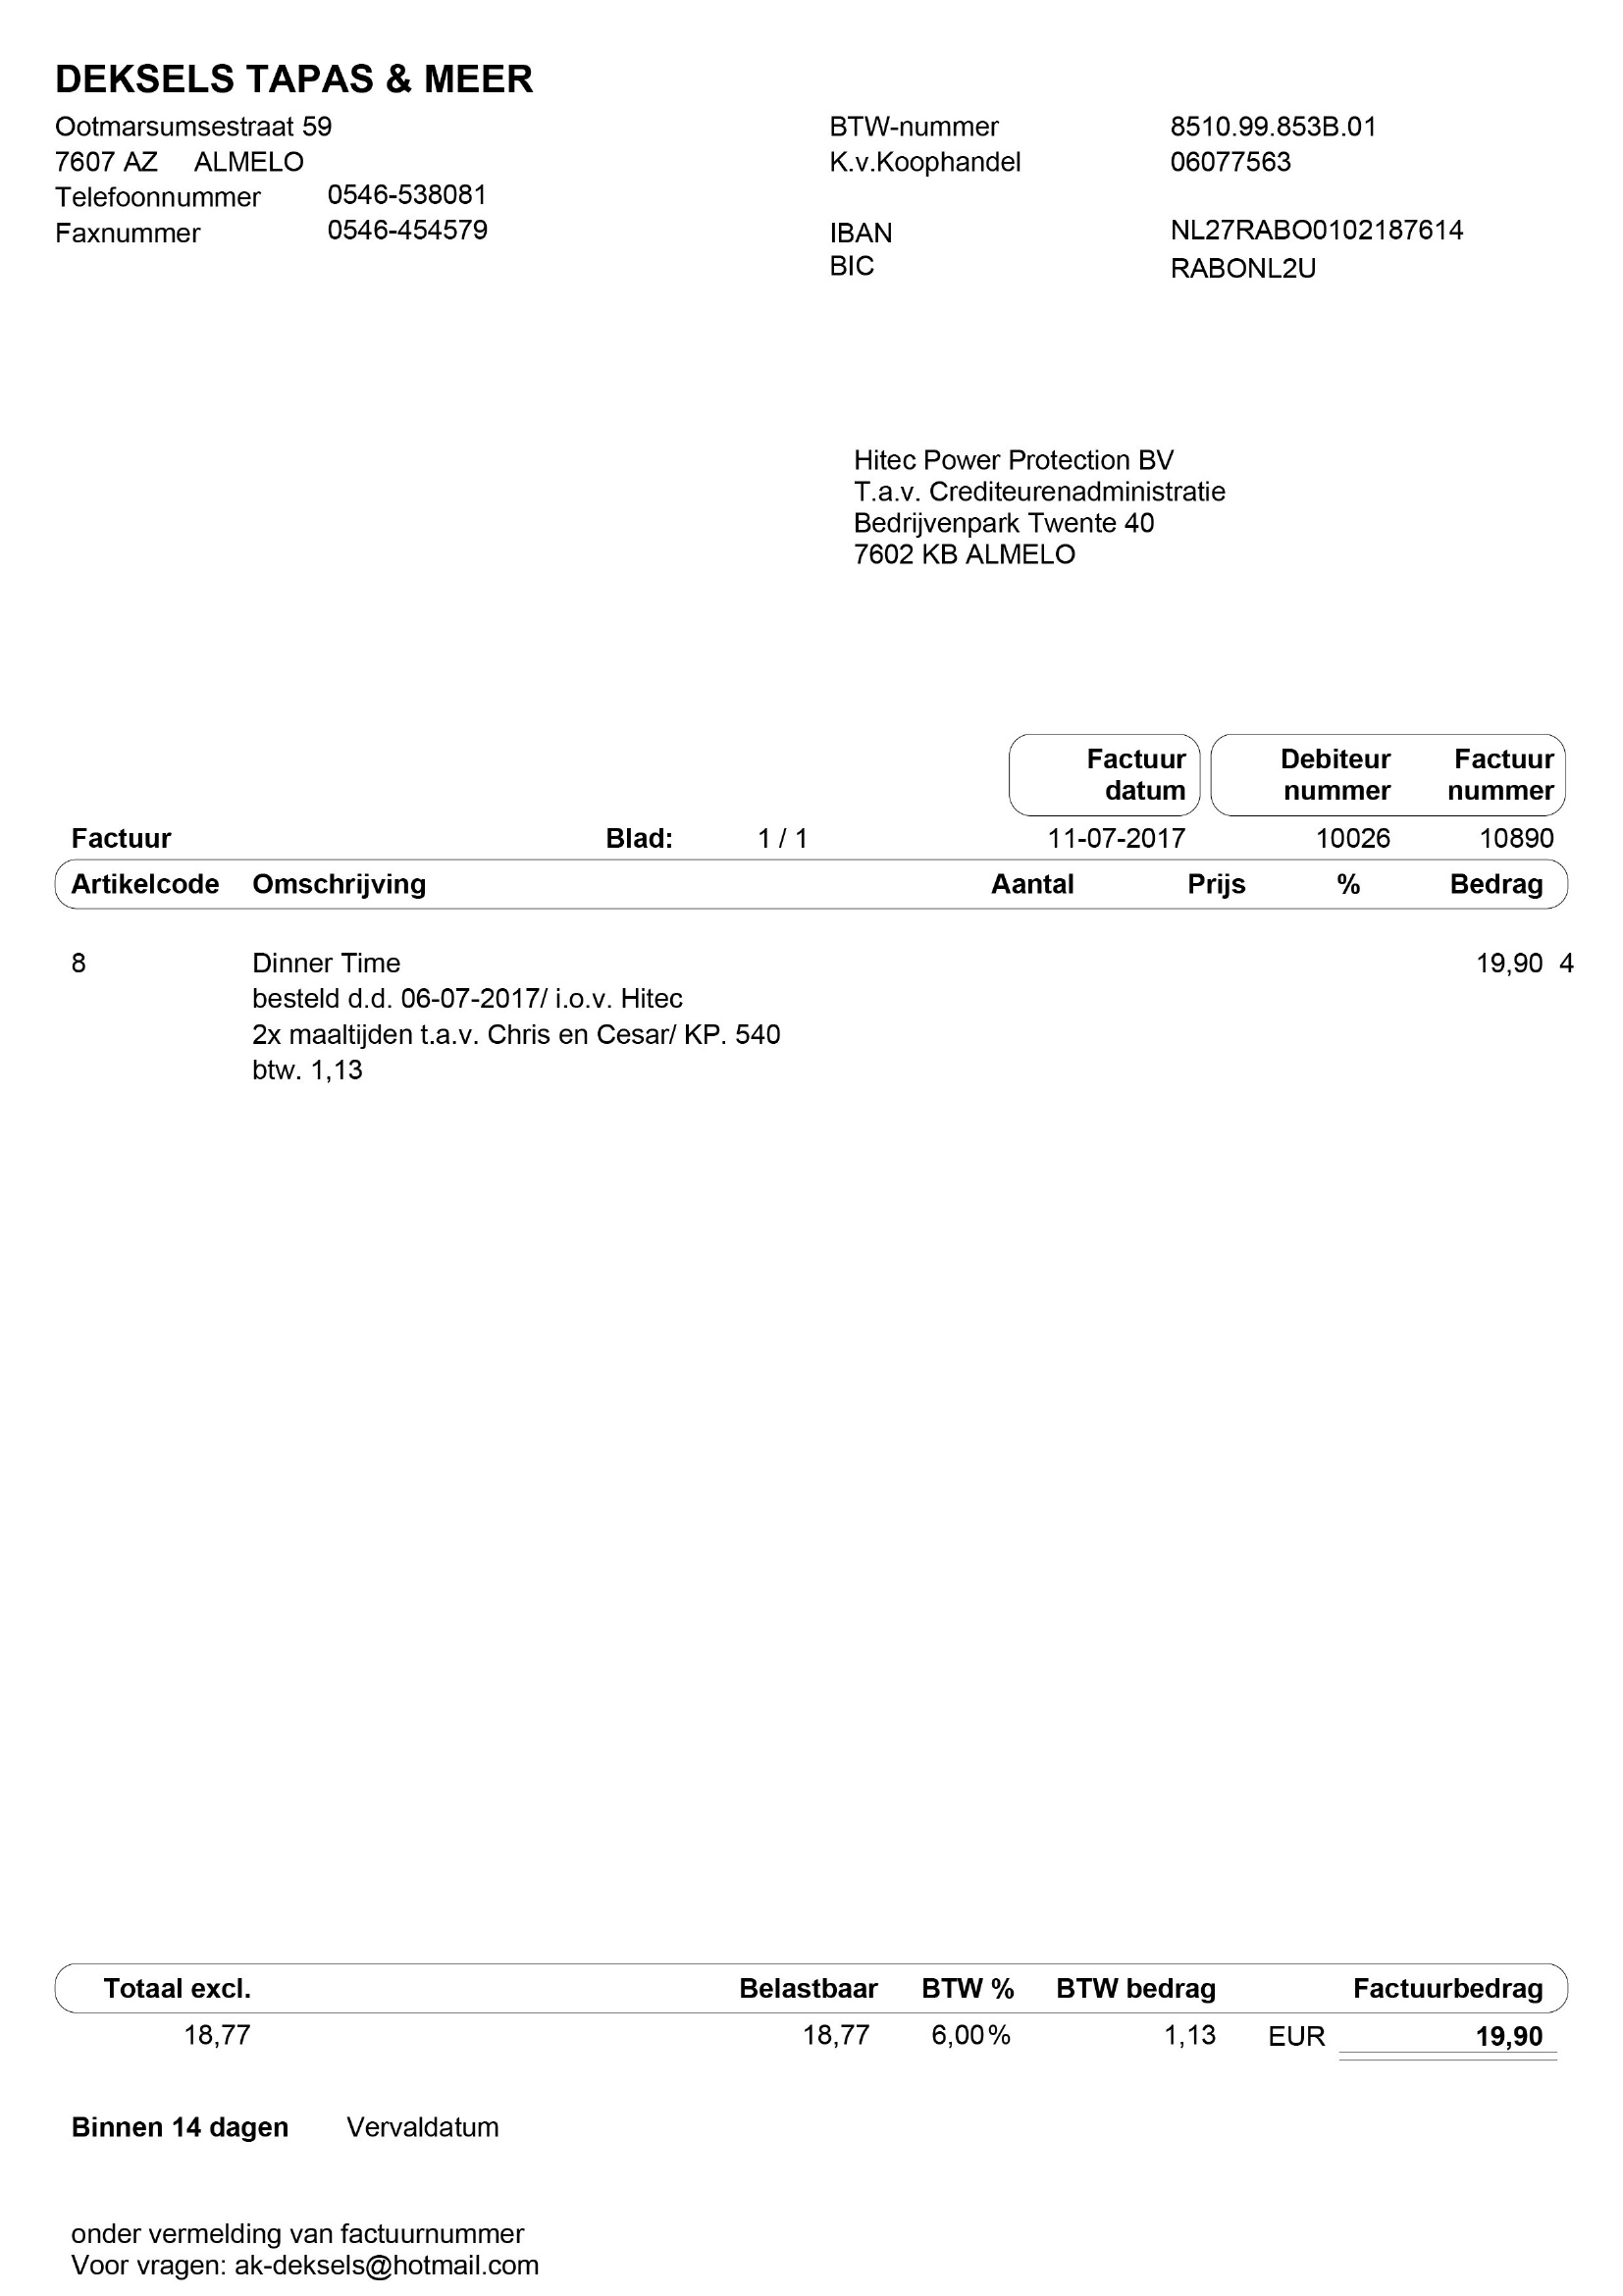 DEKSELS TAPAS & MEER
Ootmarsumsestraat 59
7607 AZ ALMELO
Telefoonnummer 0546-538081
Faxnummer 0546-454579
BTW-nummer 8510.99.853B.01
K.v.Koophandel 06077563
IBAN NL27RABO0102187614
BIC RABONL2U
Hitec Power Protection BV
T.a.v. Crediteurenadministratie
Bedrijvenpark Twente 40
7602 KB ALMELO
Factuur datum Debiteur nummer Factuur nummer
Factuur Blad: 1 / 1 11-07-2017 10026 10890
Artikelcode Omschrijving Aantal Prijs % Bedrag
8 Dinner Time 19,90 4
besteld d.d. 06-07-2017/ i.o.v. Hitec
2x maaltijden t.a.v. Chris en Cesar/ KP. 540
btw. 1,13
Totaal excl. Belastbaar BTW % BTW bedrag Factuurbedrag
18,77 18,77 6,00% 1,13 EUR 19,90
Binnen 14 dagen Vervaldatum
onder vermelding van factuurnummer
Voor vragen: ak-deksels@hotmail.com